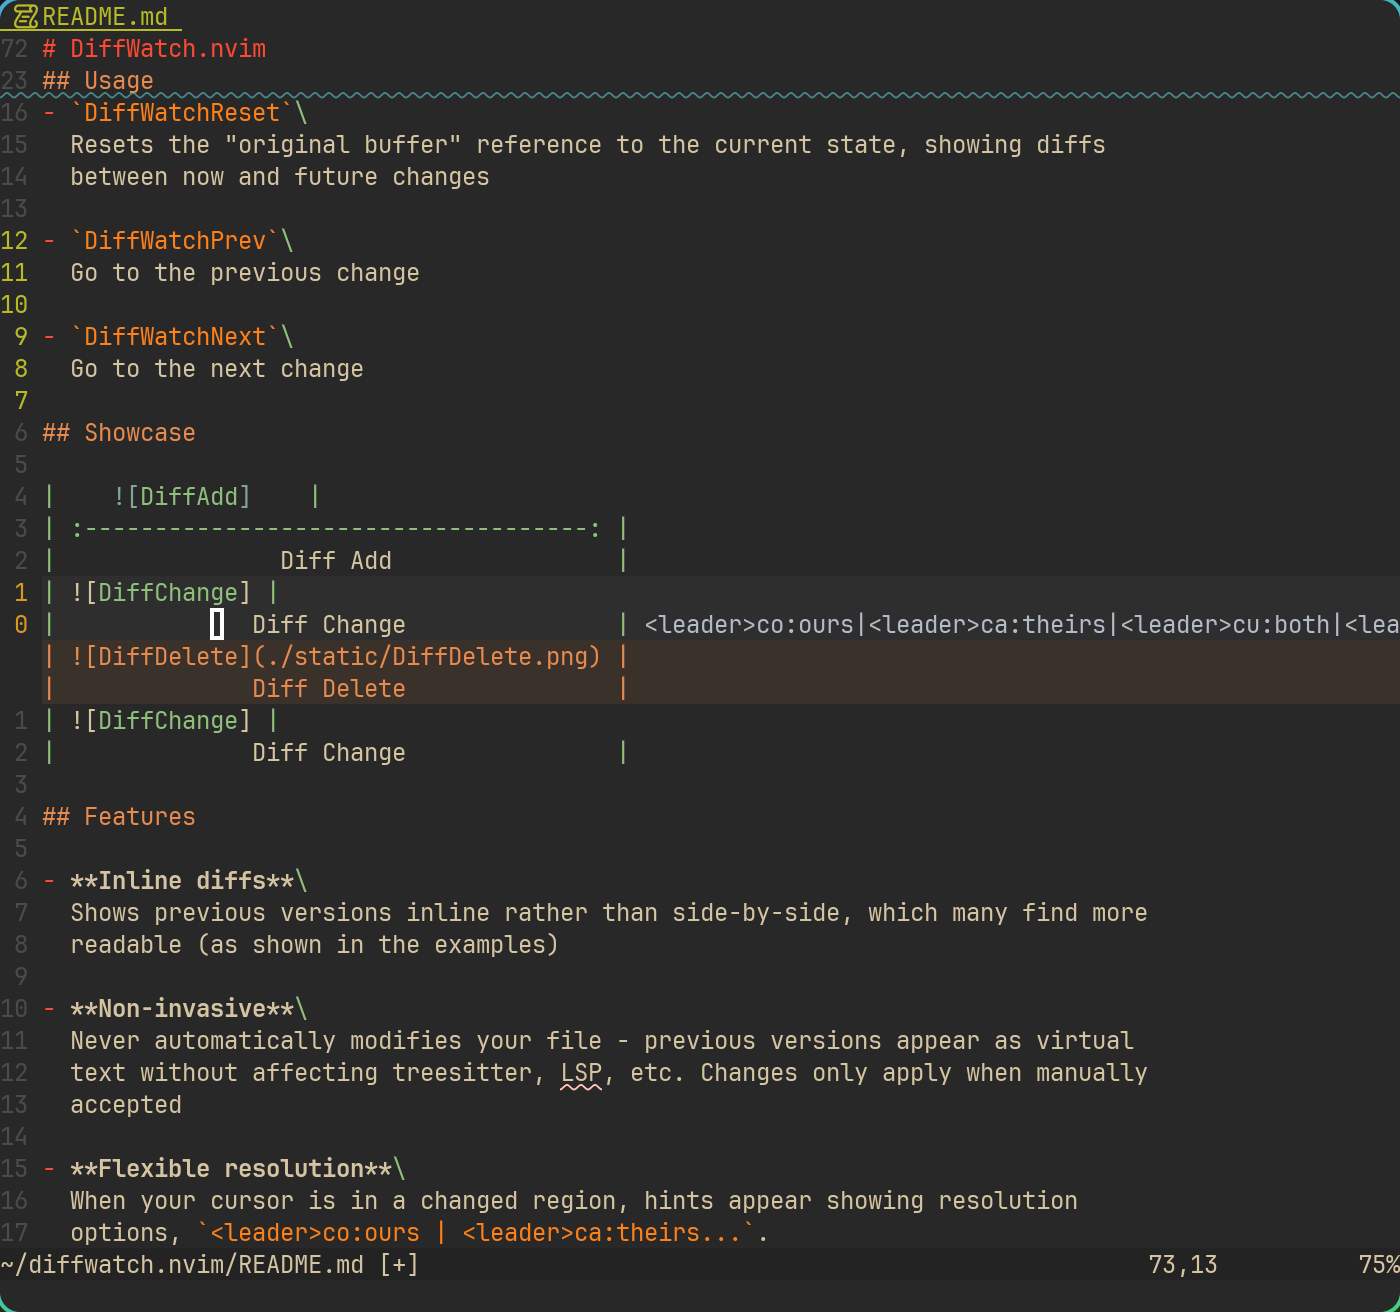 README.md
72 # DiffWatch.nvim
23 ## Usage
16 - `DiffWatchReset`\
15   Resets the "original buffer" reference to the current state, showing diffs
14   between now and future changes
13
12 - `DiffWatchPrev`\
11   Go to the previous change
10
 9 - `DiffWatchNext`\
 8   Go to the next change
 7
 6 ## Showcase
 5
 4 |    ![DiffAdd]    |
 3 | :------------------------------------: |
 2 |                Diff Add                |
 1 | ![DiffChange] |
 0 |              Diff Change               | <leader>co:ours|<leader>ca:theirs|<leader>cu:both|<lea
   | ![DiffDelete](./static/DiffDelete.png) |
   |              Diff Delete               |
 1 | ![DiffChange] |
 2 |              Diff Change               |
 3
 4 ## Features
 5
 6 - **Inline diffs**\
 7   Shows previous versions inline rather than side-by-side, which many find more
 8   readable (as shown in the examples)
 9
10 - **Non-invasive**\
11   Never automatically modifies your file - previous versions appear as virtual
12   text without affecting treesitter, LSP, etc. Changes only apply when manually
13   accepted
14
15 - **Flexible resolution**\
16   When your cursor is in a changed region, hints appear showing resolution
17   options, `<leader>co:ours | <leader>ca:theirs...`.
~/diffwatch.nvim/README.md [+] 73,13 75%